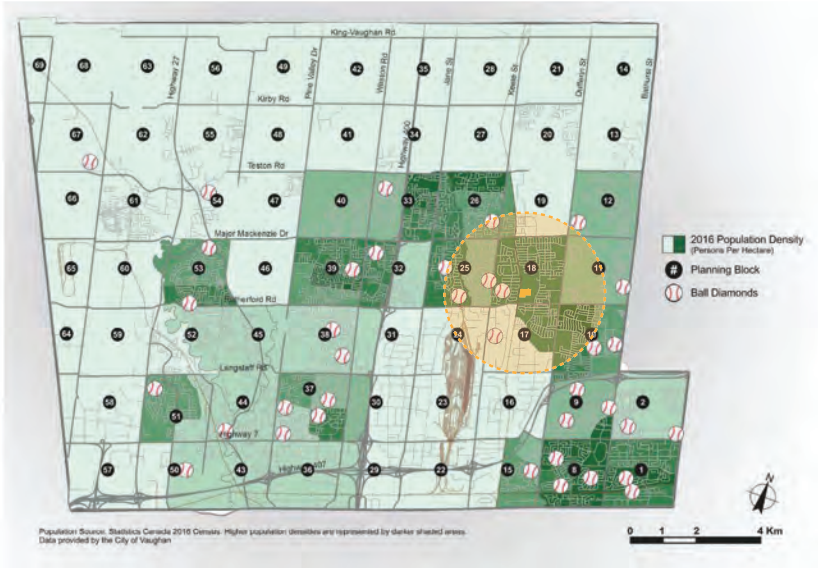 King-Vaughan Rd
69 68 63 56 49 42 35 28 21 14
Highway 27
Pine Valley Dr
Weston Rd
Jane St
Keele St
Dufferin St
Bathurst St
Kirby Rd
67 62 55 48 41 34 27 20 13
Highway 400
Teston Rd
66 61 54 47 40 33 26 19 12
Major Mackenzie Dr
65 60 53 46 39 32 25 18 11
Rutherford Rd
64 59 52 45 38 31 24 17 10
Langstaff Rd
58 51 44 37 30 23 16 9 2
Highway 7
57 50 43 36 29 22 15 8 1
Highway 407
2016 Population Density
(Persons Per Hectare)
# Planning Block
Ball Diamonds
N
0 1 2 4 Km
Population Source: Statistics Canada 2016 Census. Higher population densities are represented by darker shaded areas.
Data provided by the City of Vaughan